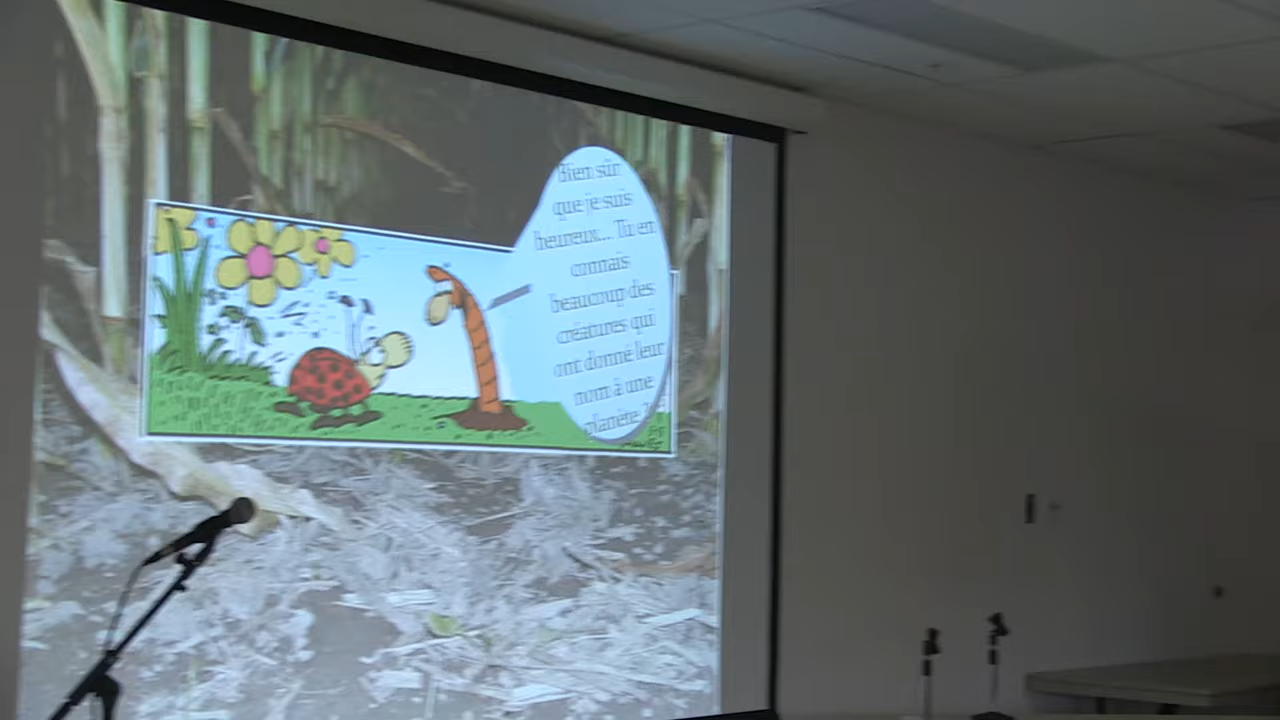 Bien sûr
que je suis
heureux... Tu en
connais
beaucoup des
créatures qui
ont donné leur
nom à une
planète ?